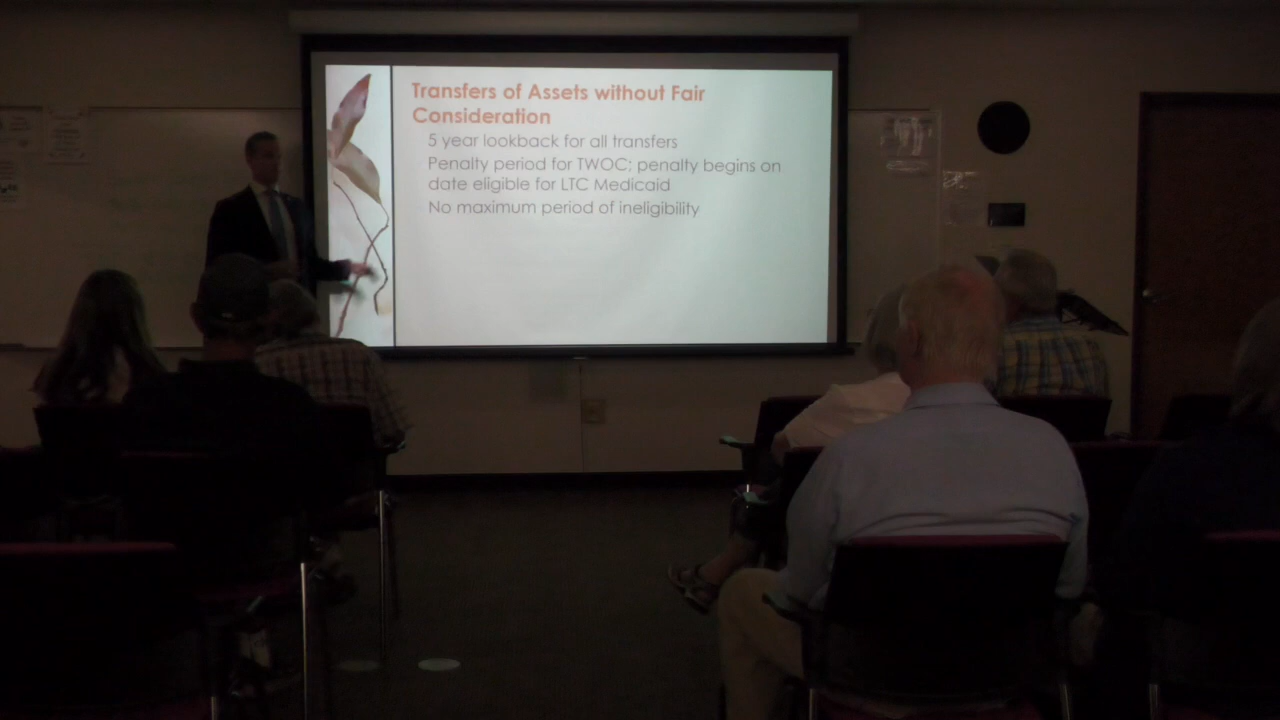 Transfers of Assets without Fair
Consideration
5 year lookback for all transfers
Penalty period for TWOC; penalty begins on
date eligible for LTC Medicaid
No maximum period of ineligibility